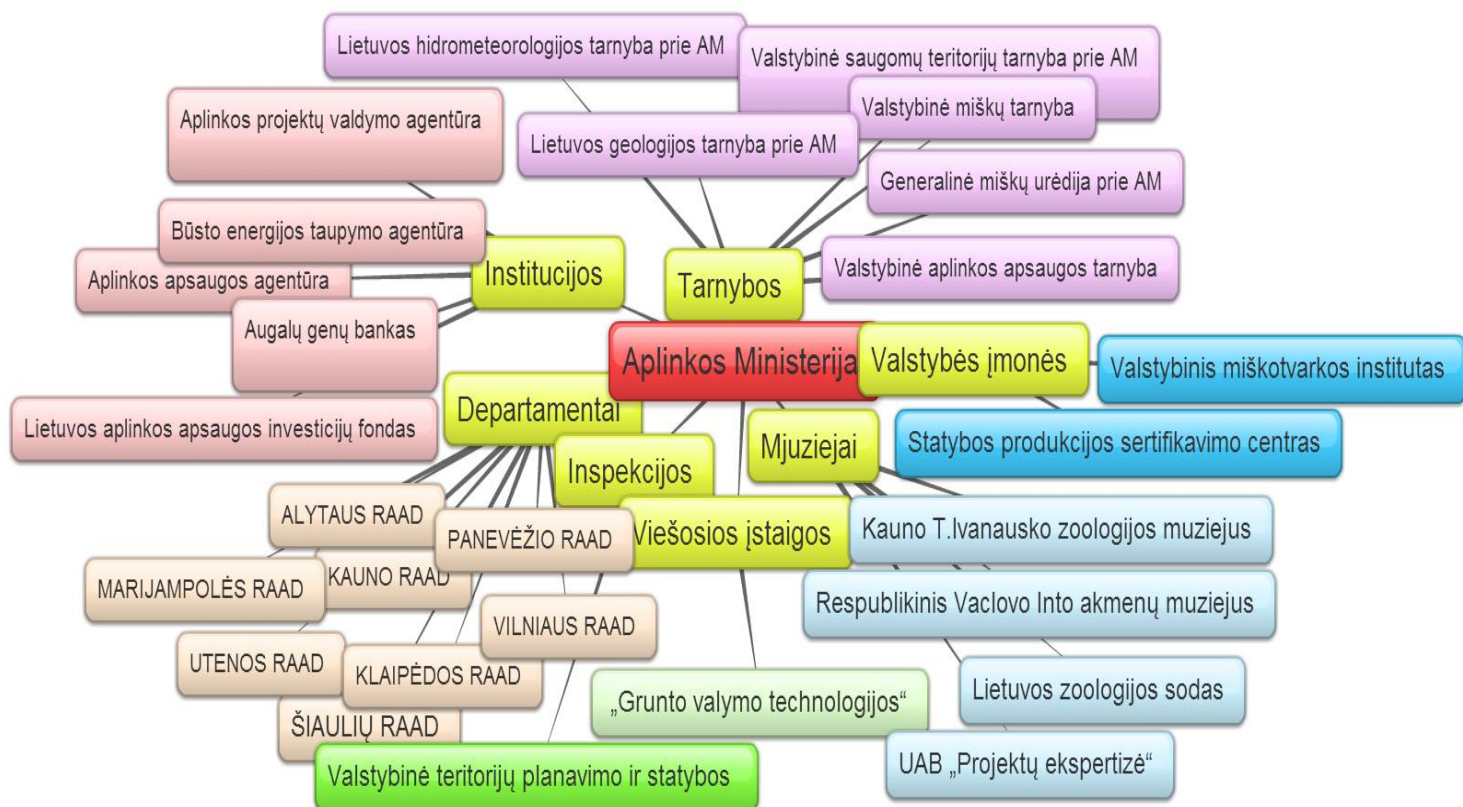 Lietuvos hidrometeorologijos tarnyba prie AM
Valstybinė saugomų teritorijų tarnyba prie AM
Aplinkos projektų valdymo agentūra
Valstybinė miškų tarnyba
Lietuvos geologijos tarnyba prie AM
Generalinė miškų urėdija prie AM
Būsto energijos taupymo agentūra
Aplinkos apsaugos agentūra
Institucijos
Tarnybos
Valstybinė aplinkos apsaugos tarnyba
Augalų genų bankas
Aplinkos Ministerija
Valstybės įmonės
Valstybinis miškotvarkos institutas
Lietuvos aplinkos apsaugos investicijų fondas
Departamentai
Inspekcijos
Mjuziejai
Statybos produkcijos sertifikavimo centras
ALYTAUS RAAD
PANEVĖŽIO RAAD
Viešosios įstaigos
Kauno T.Ivanausko zoologijos muziejus
MARIJAMPOLĖS RAAD
KAUNO RAAD
VILNIAUS RAAD
Respublikinis Vaclovo Into akmenų muziejus
UTENOS RAAD
KLAIPĖDOS RAAD
„Grunto valymo technologijos“
Lietuvos zoologijos sodas
ŠIAULIŲ RAAD
Valstybinė teritorijų planavimo ir statybos
UAB „Projektų ekspertizė“